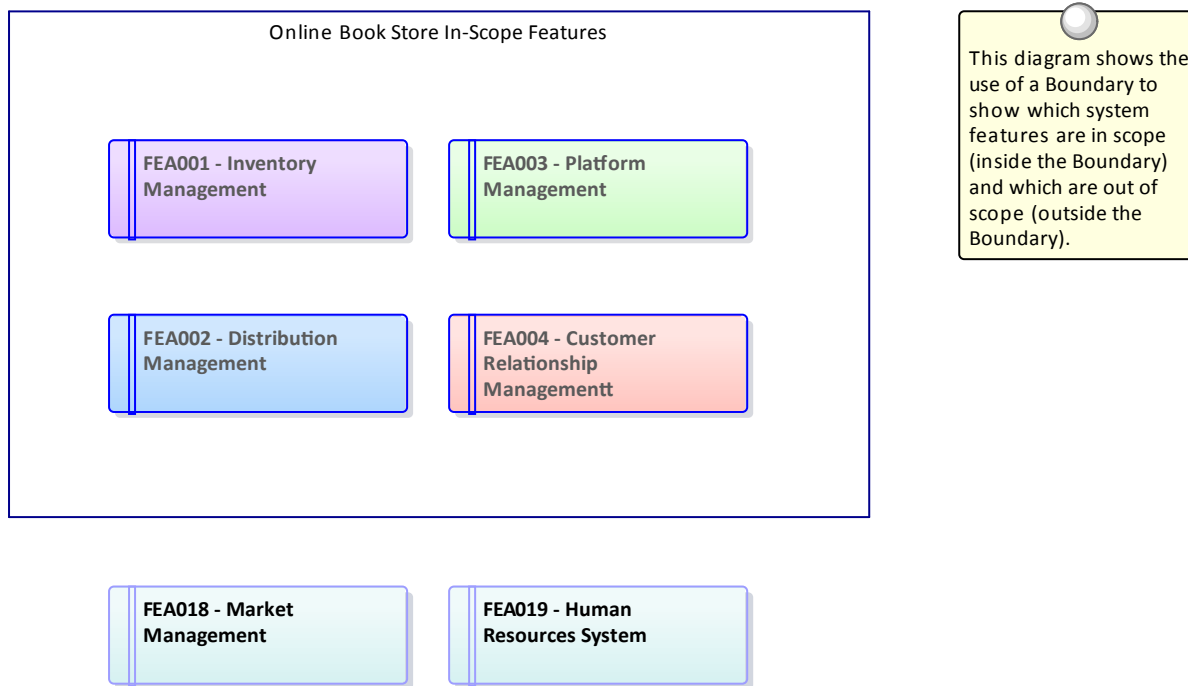 Online Book Store In-Scope Features
FEA001 - Inventory
Management
FEA003 - Platform
Management
FEA002 - Distribution
Management
FEA004 - Customer
Relationship
Managementt
FEA018 - Market
Management
FEA019 - Human
Resources System
This diagram shows the
use of a Boundary to
show which system
features are in scope
(inside the Boundary)
and which are out of
scope (outside the
Boundary).